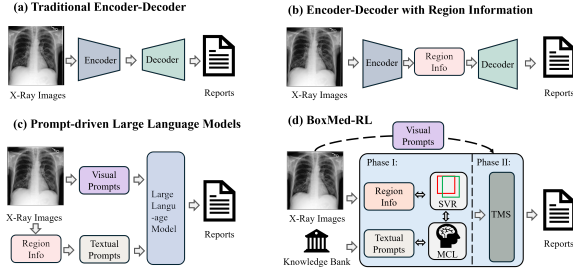 (a) Traditional Encoder-Decoder
Encoder
Decoder
X-Ray Images
Reports
(b) Encoder-Decoder with Region Information
Encoder
Region
Info
Decoder
X-Ray Images
Reports
(c) Prompt-driven Large Language Models
Visual
Prompts
Large
Langu
-age
Model
X-Ray Images
Reports
Region
Info
Textual
Prompts
(d) BoxMed-RL
Visual
Prompts
Phase I:
Phase II:
Region
Info
SVR
X-Ray Images
TMS
Textual
Prompts
MCL
Reports
Knowledge Bank